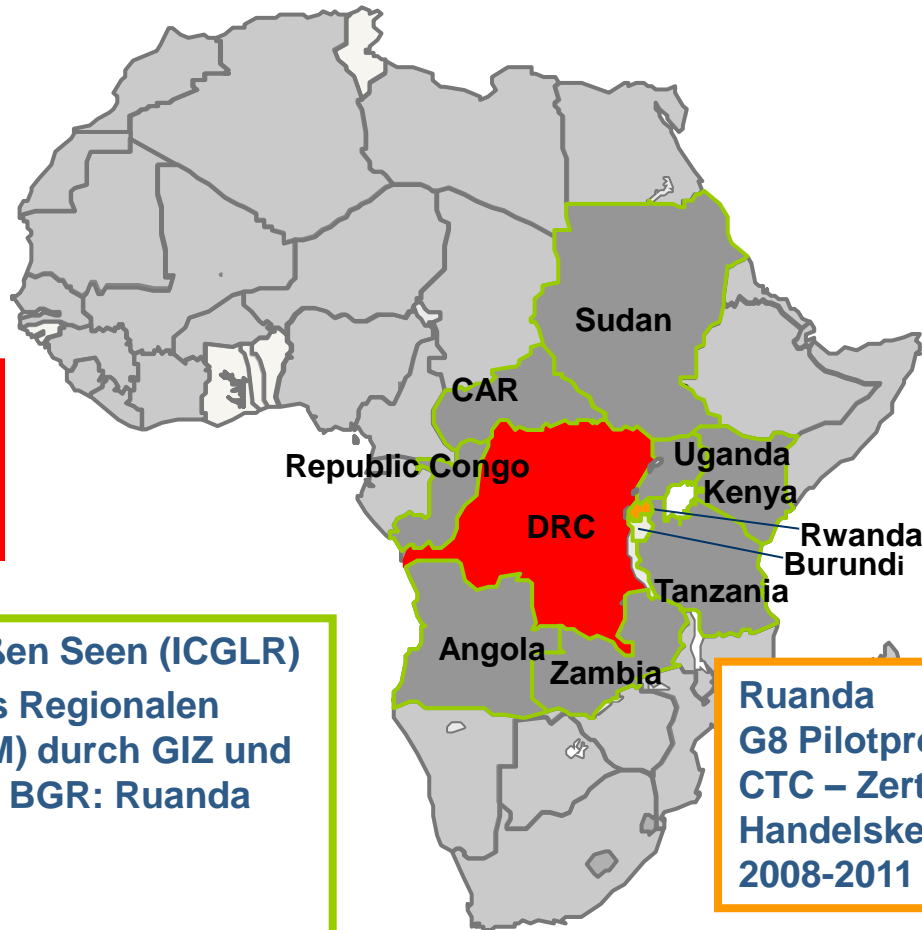 Sudan
CAR
Republic Congo
Uganda
Kenya
DRC
Rwanda
Burundi
Tanzania
Angola
Zambia
ßen Seen (ICGLR)
s Regionalen
M) durch GIZ und
BGR: Ruanda
Ruanda
G8 Pilotpro
CTC – Zert
Handelske
2008-2011